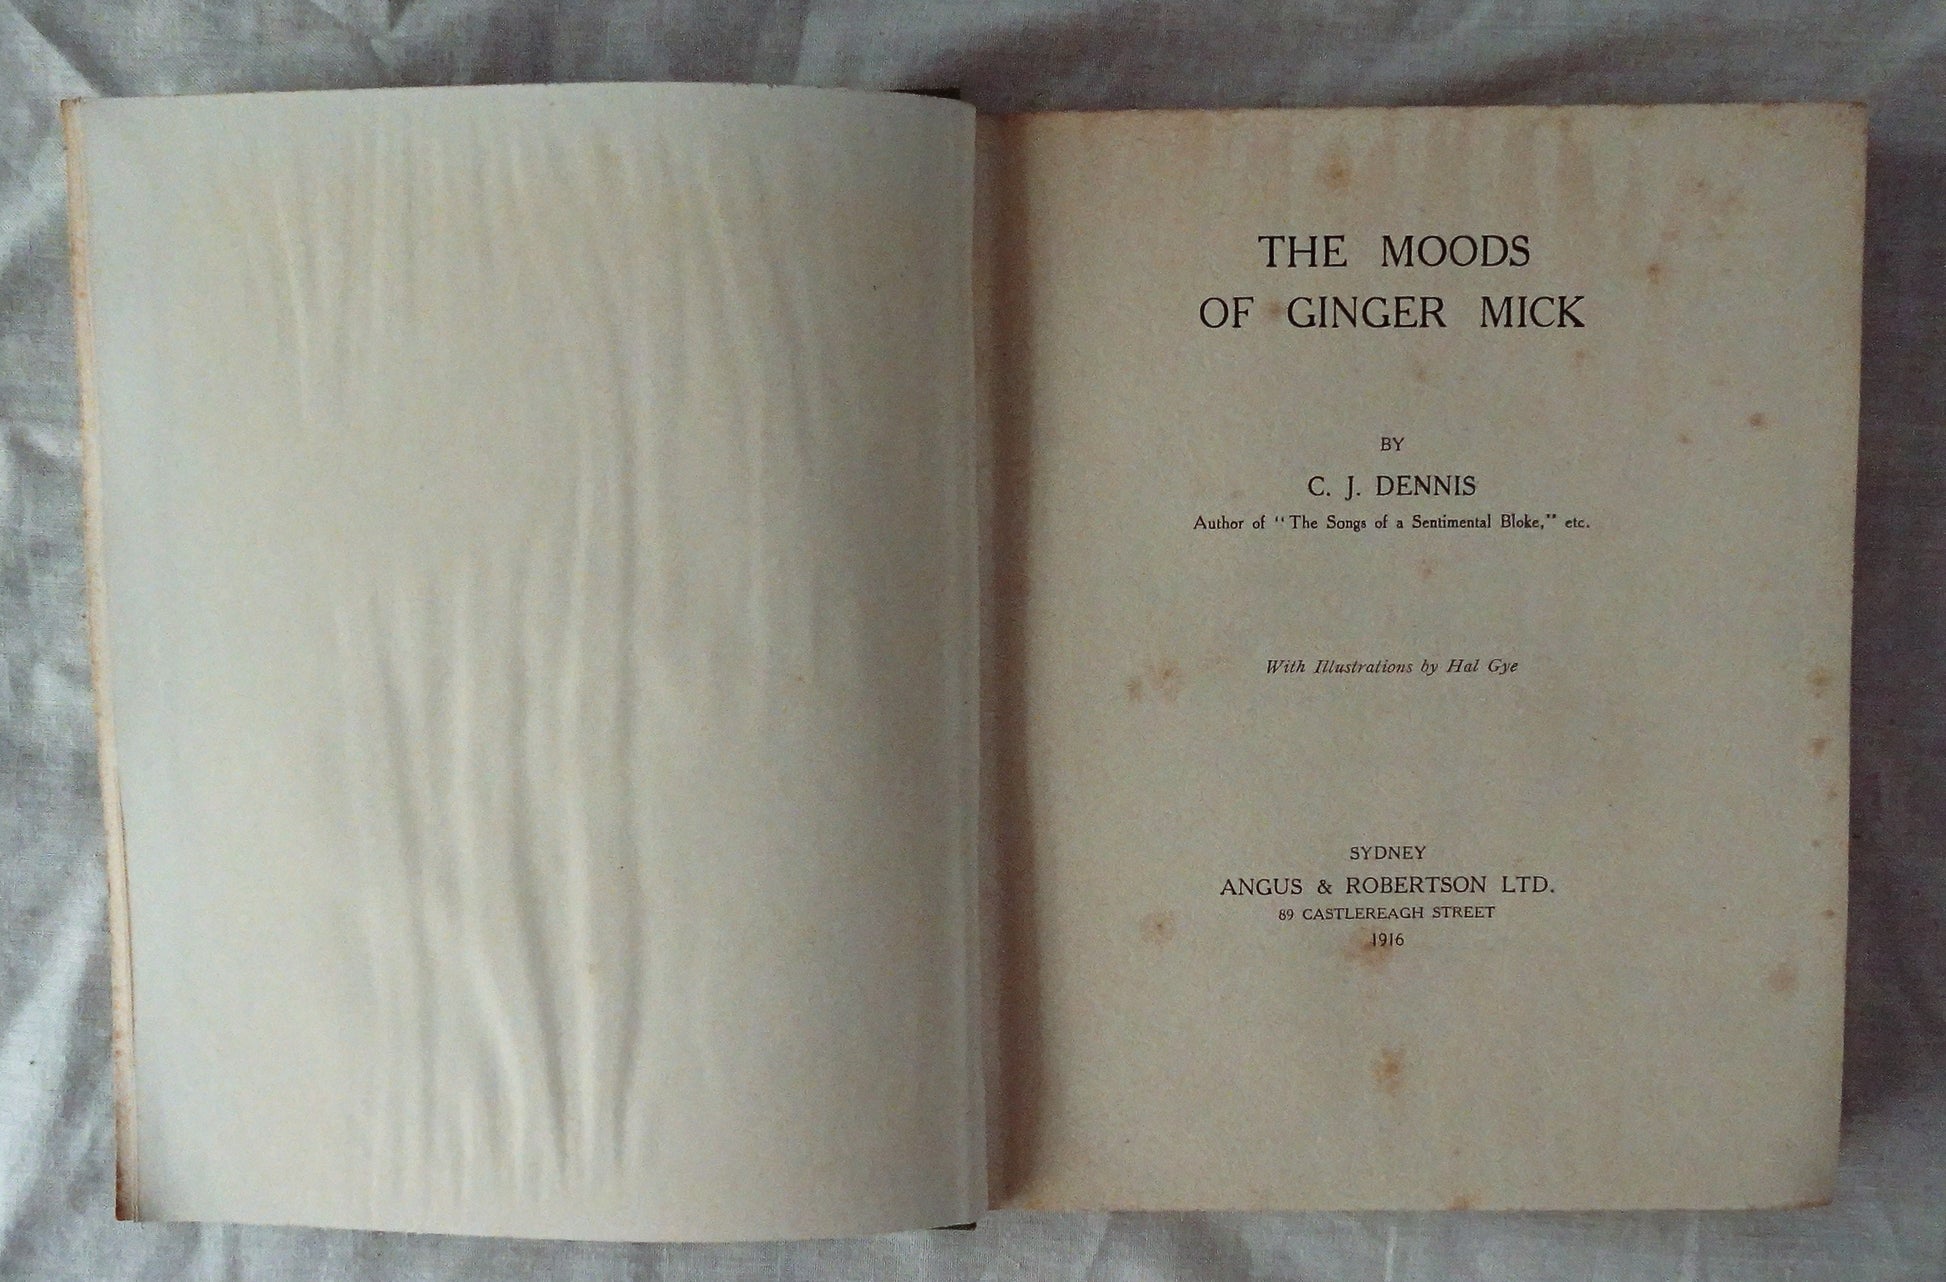 THE MOODS
OF GINGER MICK
BY
C. J. DENNIS
Author of "The Songs of a Sentimental Bloke," etc.
With Illustrations by Hal Gye
SYDNEY
ANGUS & ROBERTSON LTD.
89 CASTLEREAGH STREET
1916